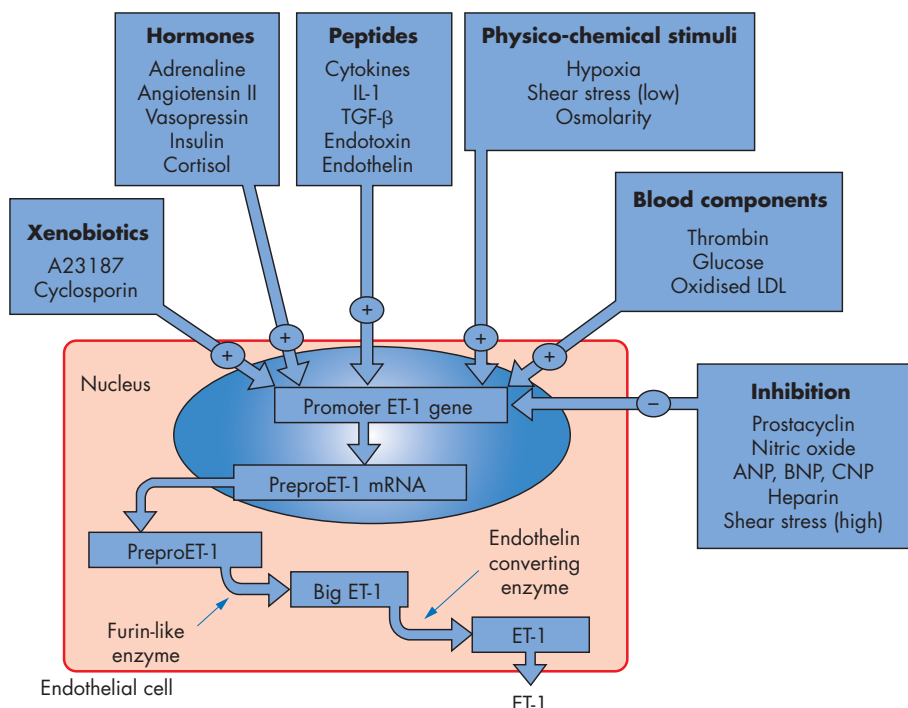 Hormones
Adrenaline
Angiotensin II
Vasopressin
Insulin
Cortisol
Peptides
Cytokines
IL-1
TGF-β
Endotoxin
Endothelin
Physico-chemical stimuli
Hypoxia
Shear stress (low)
Osmolarity
Xenobiotics
A23187
Cyclosporin
Blood components
Thrombin
Glucose
Oxidised LDL
+
+
+
+
+
Nucleus
Promoter ET-1 gene
−
Inhibition
Prostacyclin
Nitric oxide
ANP, BNP, CNP
Heparin
Shear stress (high)
PreproET-1 mRNA
PreproET-1
Endothelin
converting
enzyme
Big ET-1
Furin-like
enzyme
ET-1
Endothelial cell
ET-1